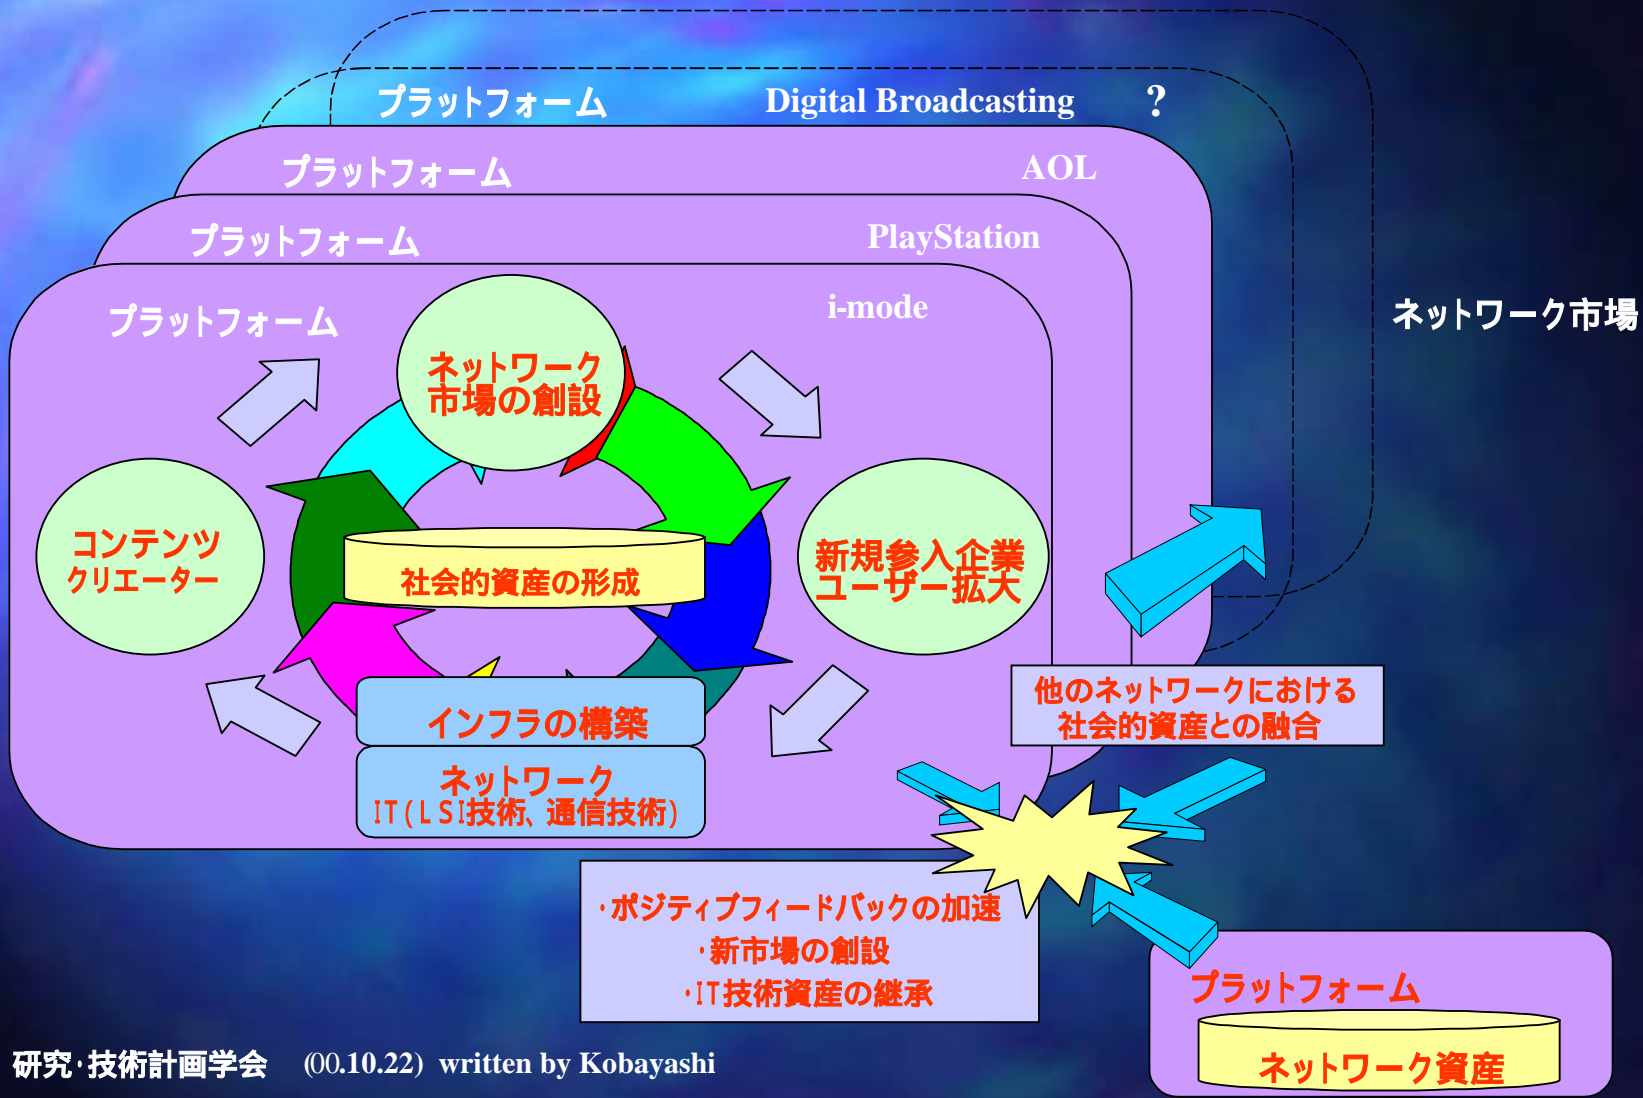 プラットフォーム Digital Broadcasting ?
プラットフォーム AOL
プラットフォーム PlayStation
プラットフォーム i-mode
ネットワーク市場
ネットワーク
市場の創設
コンテンツ
クリエーター
社会的資産の形成
新規参入企業
ユーザー拡大
インフラの構築
ネットワーク
IT(LSI技術、通信技術)
他のネットワークにおける
社会的資産との融合
・ポジティブフィードバックの加速
・新市場の創設
・IT技術資産の継承
プラットフォーム
ネットワーク資産
研究・技術計画学会 (00.10.22) written by Kobayashi